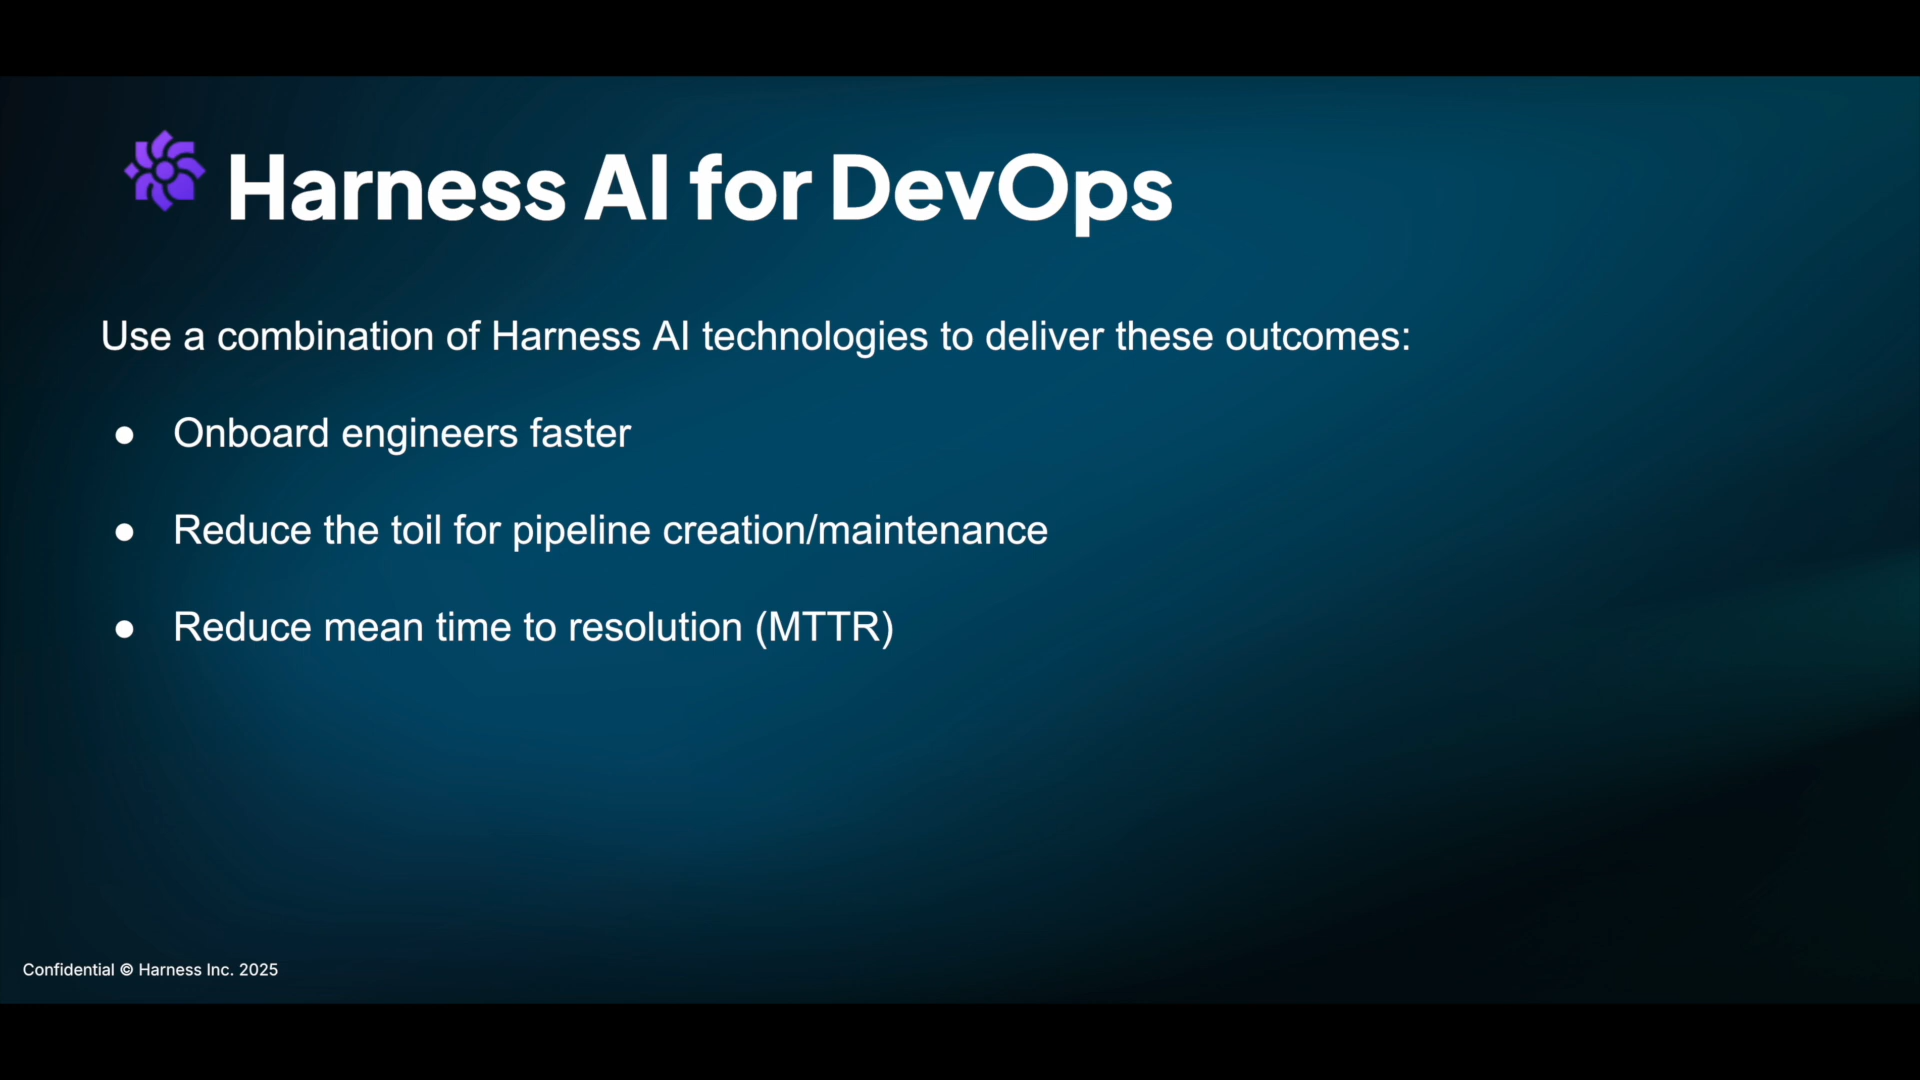 Harness AI for DevOps
Use a combination of Harness AI technologies to deliver these outcomes:
● Onboard engineers faster
● Reduce the toil for pipeline creation/maintenance
● Reduce mean time to resolution (MTTR)
Confidential © Harness Inc. 2025